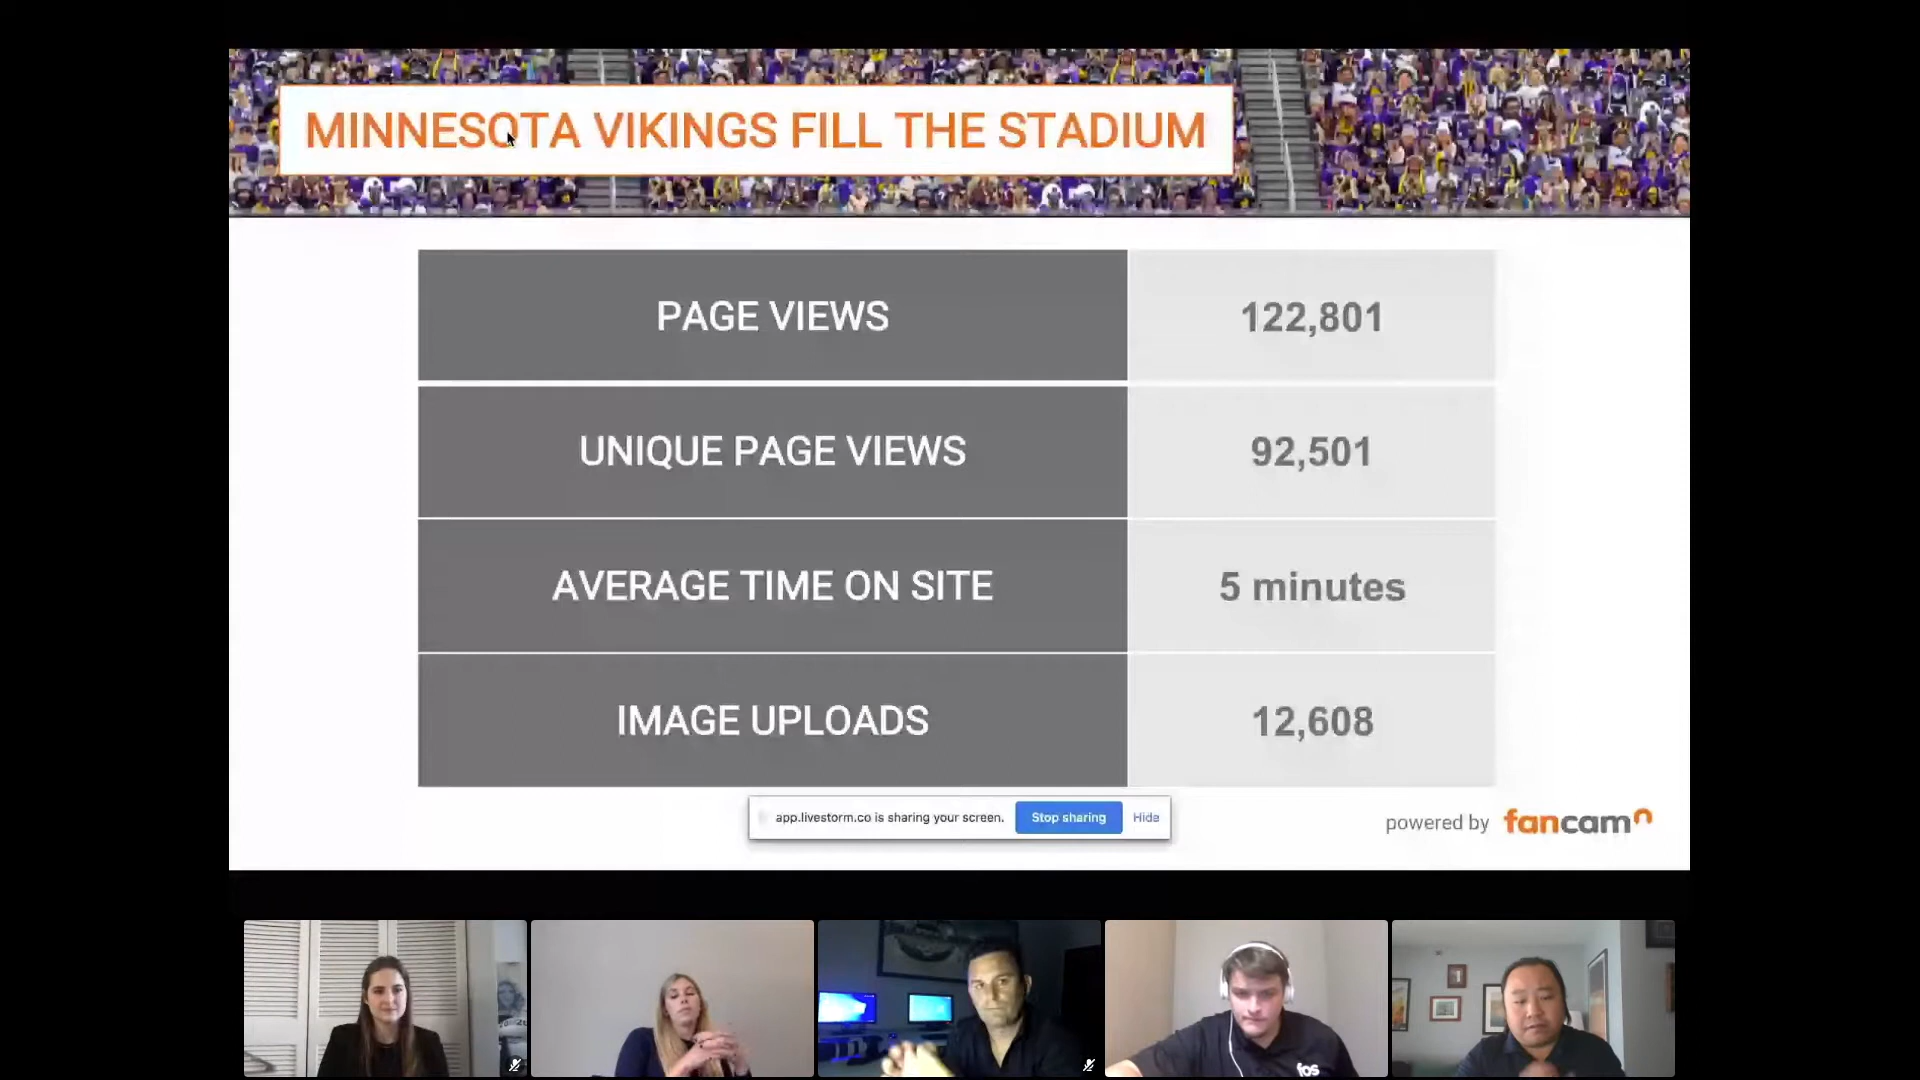 MINNESOTA VIKINGS FILL THE STADIUM
PAGE VIEWS 122,801
UNIQUE PAGE VIEWS 92,501
AVERAGE TIME ON SITE 5 minutes
IMAGE UPLOADS 12,608
app.livestorm.co is sharing your screen. Stop sharing Hide
powered by fancam
fos